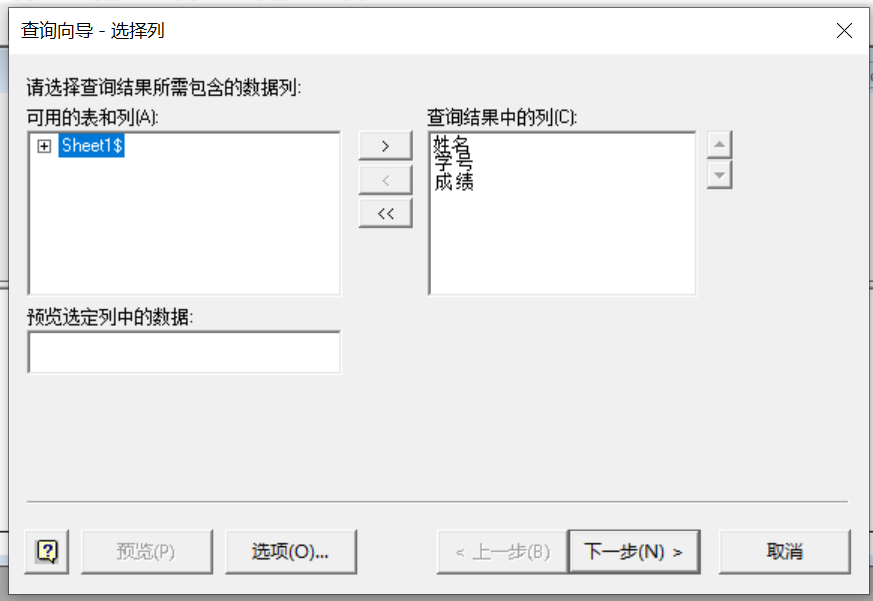 查询向导 - 选择列
请选择查询结果所需包含的数据列:
可用的表和列(A):
Sheet1$
>
<
<<
查询结果中的列(C):
姓名
学号
成绩
预览选定列中的数据:
?
预览(P)
选项(O)...
< 上一步(B)
下一步(N) >
取消